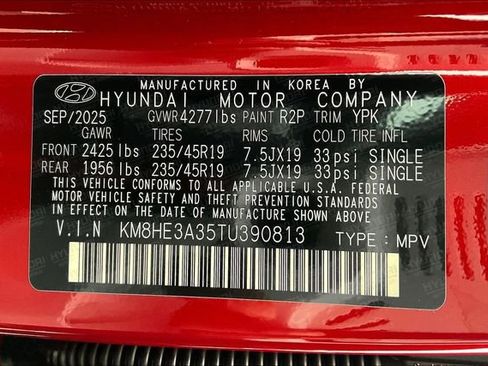 MANUFACTURED IN KOREA BY
HYUNDAI MOTOR COMPANY
SEP/2025 GVWR4277lbs PAINT R2P TRIM YPK
GAWR TIRES RIMS COLD TIRE INFL
FRONT 2425lbs 235/45R19 7.5JX19 33psi SINGLE
REAR 1956lbs 235/45R19 7.5JX19 33psi SINGLE
THIS VEHICLE CONFORMS TO ALL APPLICABLE U.S.A. FEDERAL
MOTOR VEHICLE SAFETY AND THEFT PREVENTION STANDARDS
IN EFFECT ON THE DATE OF MANUFACTURE SHOWN ABOVE.
V.I.N KM8HE3A35TU390813 TYPE: MPV